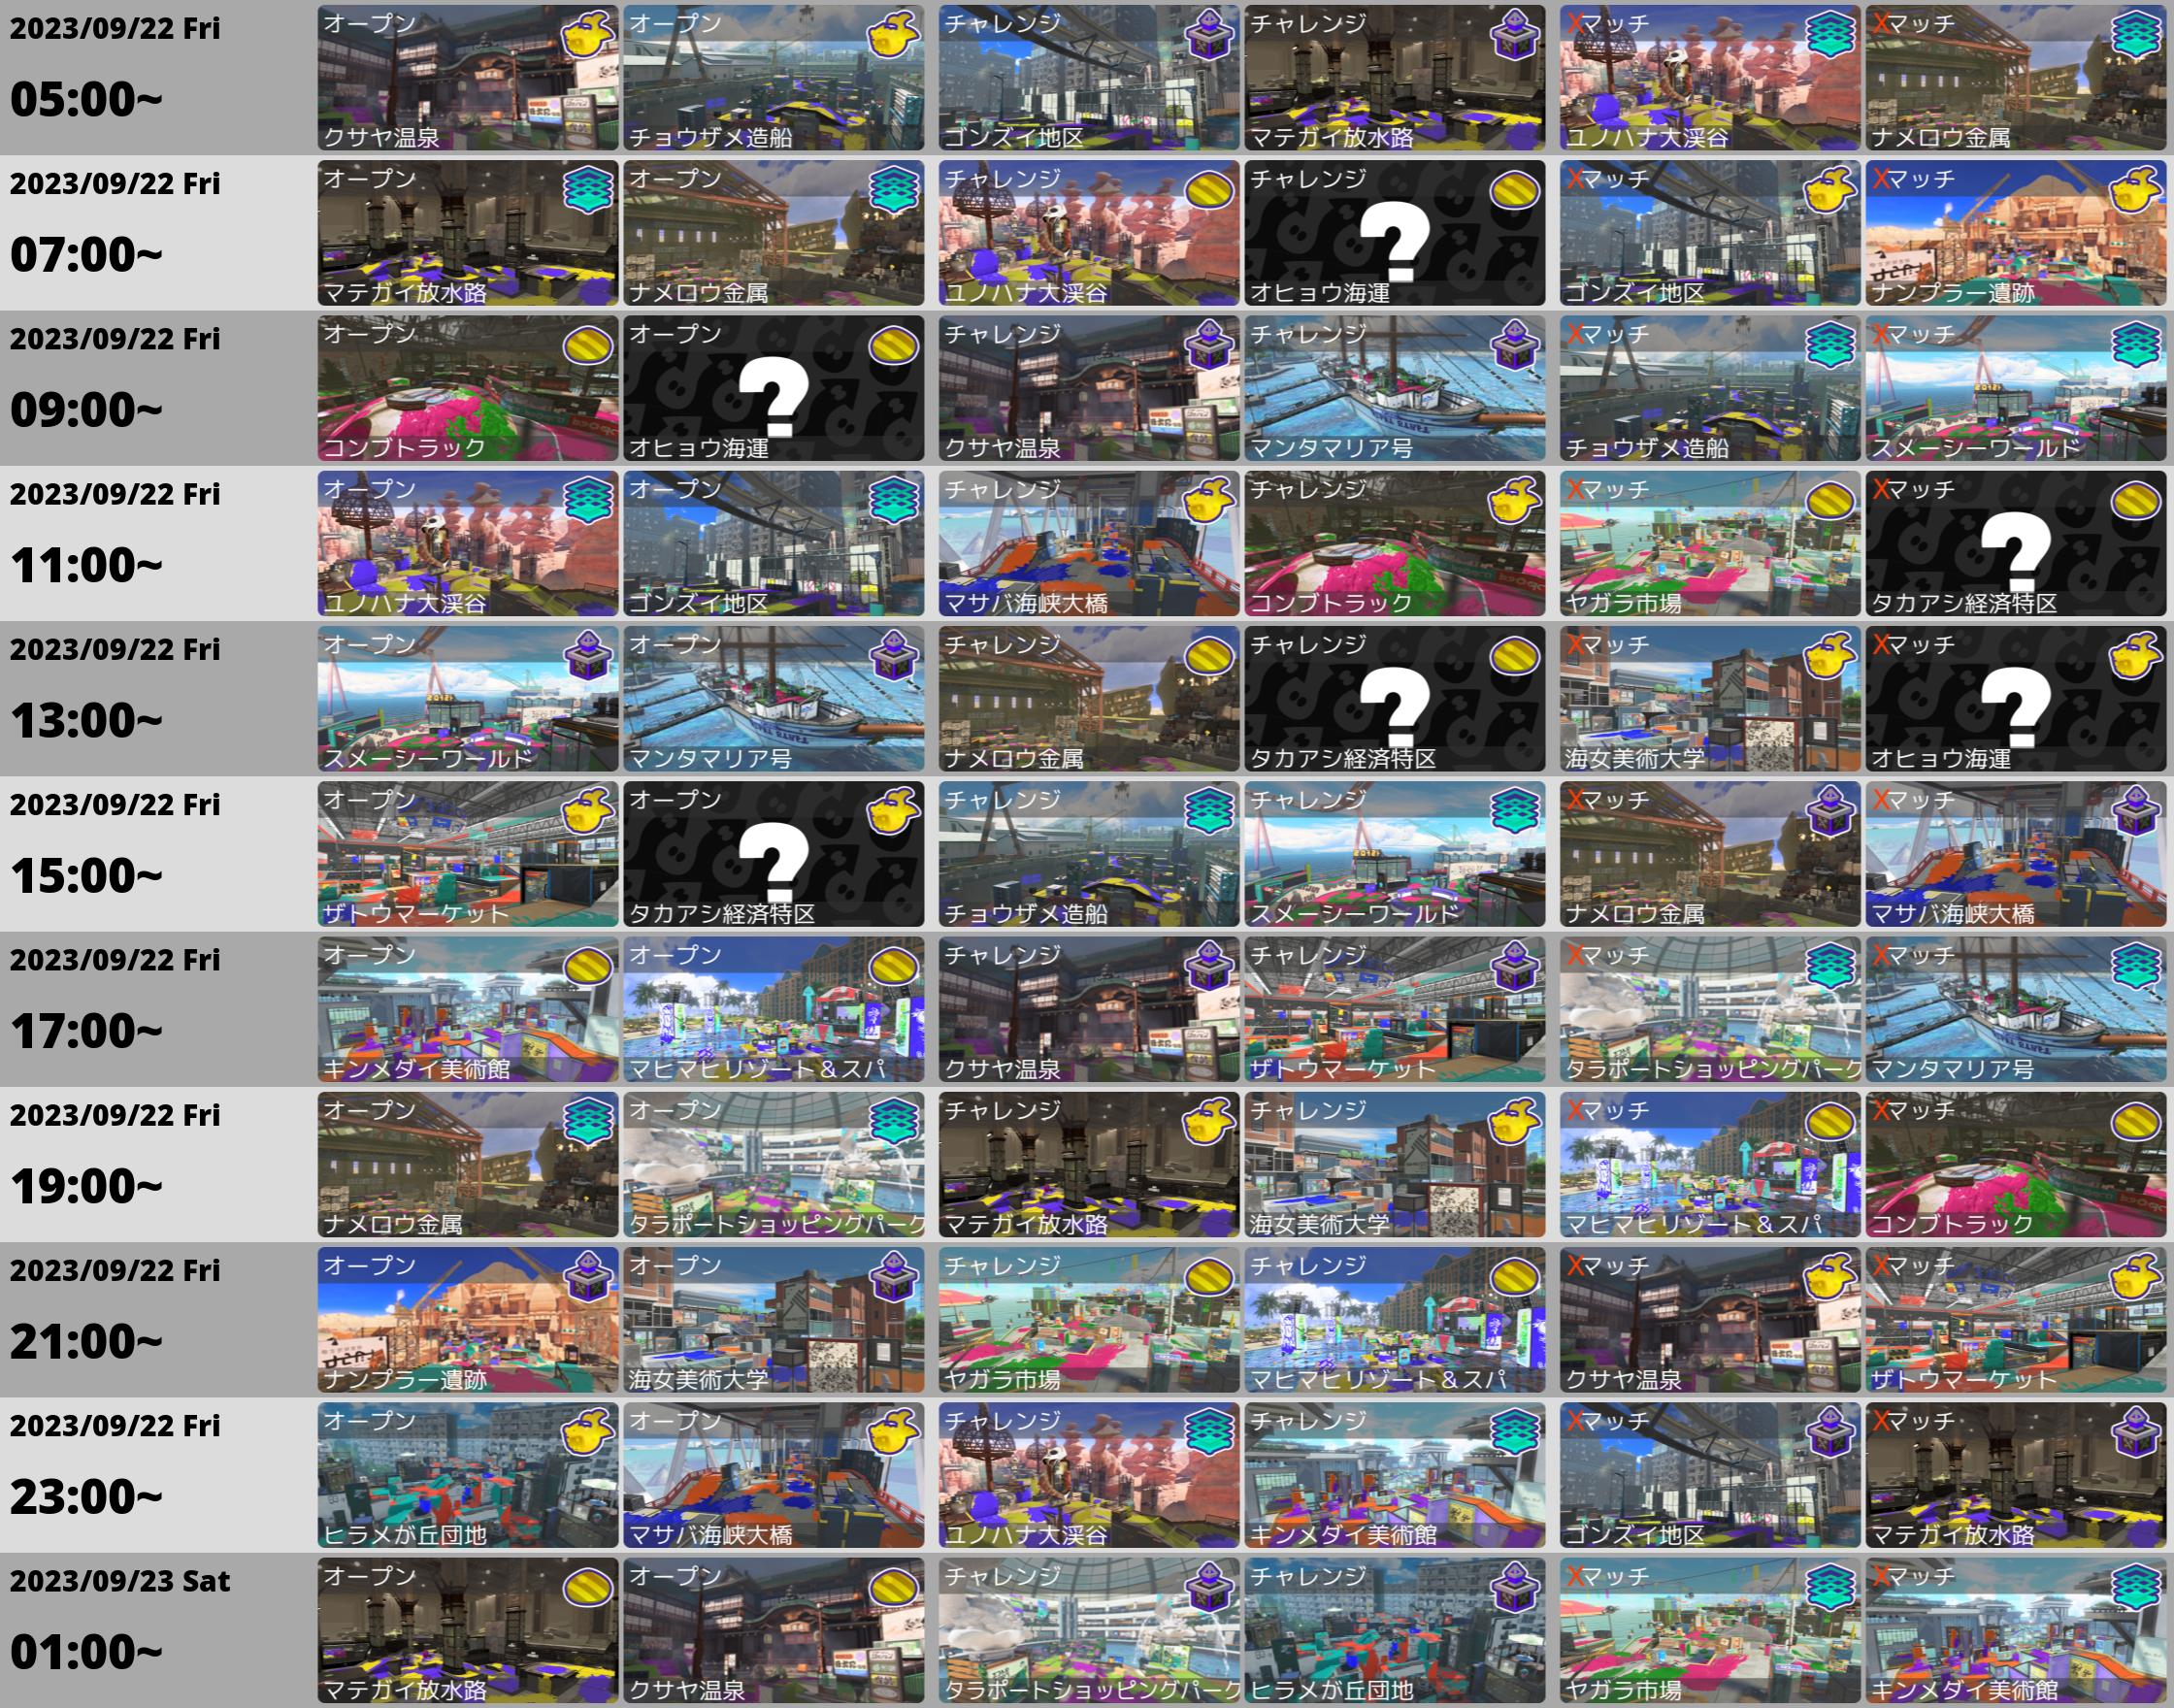 2023/09/22 Fri
05:00~
オープン
クサヤ温泉
オープン
チョウザメ造船
チャレンジ
ゴンズイ地区
チャレンジ
マテガイ放水路
Xマッチ
ユノハナ大渓谷
Xマッチ
ナメロウ金属
2023/09/22 Fri
07:00~
オープン
マテガイ放水路
オープン
ナメロウ金属
チャレンジ
ユノハナ大渓谷
チャレンジ
?
オヒョウ海運
Xマッチ
ゴンズイ地区
Xマッチ
ナンプラー遺跡
2023/09/22 Fri
09:00~
オープン
コンブトラック
オープン
?
オヒョウ海運
チャレンジ
クサヤ温泉
チャレンジ
マンタマリア号
Xマッチ
チョウザメ造船
Xマッチ
スメーシーワールド
2023/09/22 Fri
11:00~
オープン
ユノハナ大渓谷
オープン
ゴンズイ地区
チャレンジ
マサバ海峡大橋
チャレンジ
コンブトラック
Xマッチ
ヤガラ市場
Xマッチ
?
タカアシ経済特区
2023/09/22 Fri
13:00~
オープン
スメーシーワールド
オープン
マンタマリア号
チャレンジ
ナメロウ金属
チャレンジ
?
タカアシ経済特区
Xマッチ
海女美術大学
Xマッチ
?
オヒョウ海運
2023/09/22 Fri
15:00~
オープン
ザトウマーケット
オープン
?
タカアシ経済特区
チャレンジ
チョウザメ造船
チャレンジ
スメーシーワールド
Xマッチ
ナメロウ金属
Xマッチ
マサバ海峡大橋
2023/09/22 Fri
17:00~
オープン
キンメダイ美術館
オープン
マヒマヒリゾート＆スパ
チャレンジ
クサヤ温泉
チャレンジ
ザトウマーケット
Xマッチ
タラポートショッピングパーク
Xマッチ
マンタマリア号
2023/09/22 Fri
19:00~
オープン
ナメロウ金属
オープン
タラポートショッピングパーク
チャレンジ
マテガイ放水路
チャレンジ
海女美術大学
Xマッチ
マヒマヒリゾート＆スパ
Xマッチ
コンブトラック
2023/09/22 Fri
21:00~
オープン
ナンプラー遺跡
オープン
海女美術大学
チャレンジ
ヤガラ市場
チャレンジ
マヒマヒリゾート＆スパ
Xマッチ
クサヤ温泉
Xマッチ
ザトウマーケット
2023/09/22 Fri
23:00~
オープン
ヒラメが丘団地
オープン
マサバ海峡大橋
チャレンジ
ユノハナ大渓谷
チャレンジ
キンメダイ美術館
Xマッチ
ゴンズイ地区
Xマッチ
マテガイ放水路
2023/09/23 Sat
01:00~
オープン
マテガイ放水路
オープン
クサヤ温泉
チャレンジ
タラポートショッピングパーク
チャレンジ
ヒラメが丘団地
Xマッチ
ヤガラ市場
Xマッチ
キンメダイ美術館